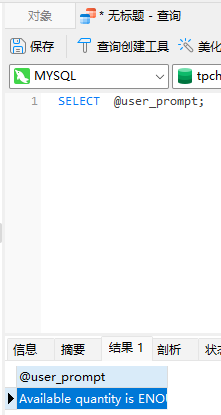 对象
* 无标题 - 查询
保存
查询创建工具
美化
MYSQL
tpch
1 SELECT @user_prompt;
信息 摘要 结果 1 剖析 状态
@user_prompt
Available quantity is ENOU